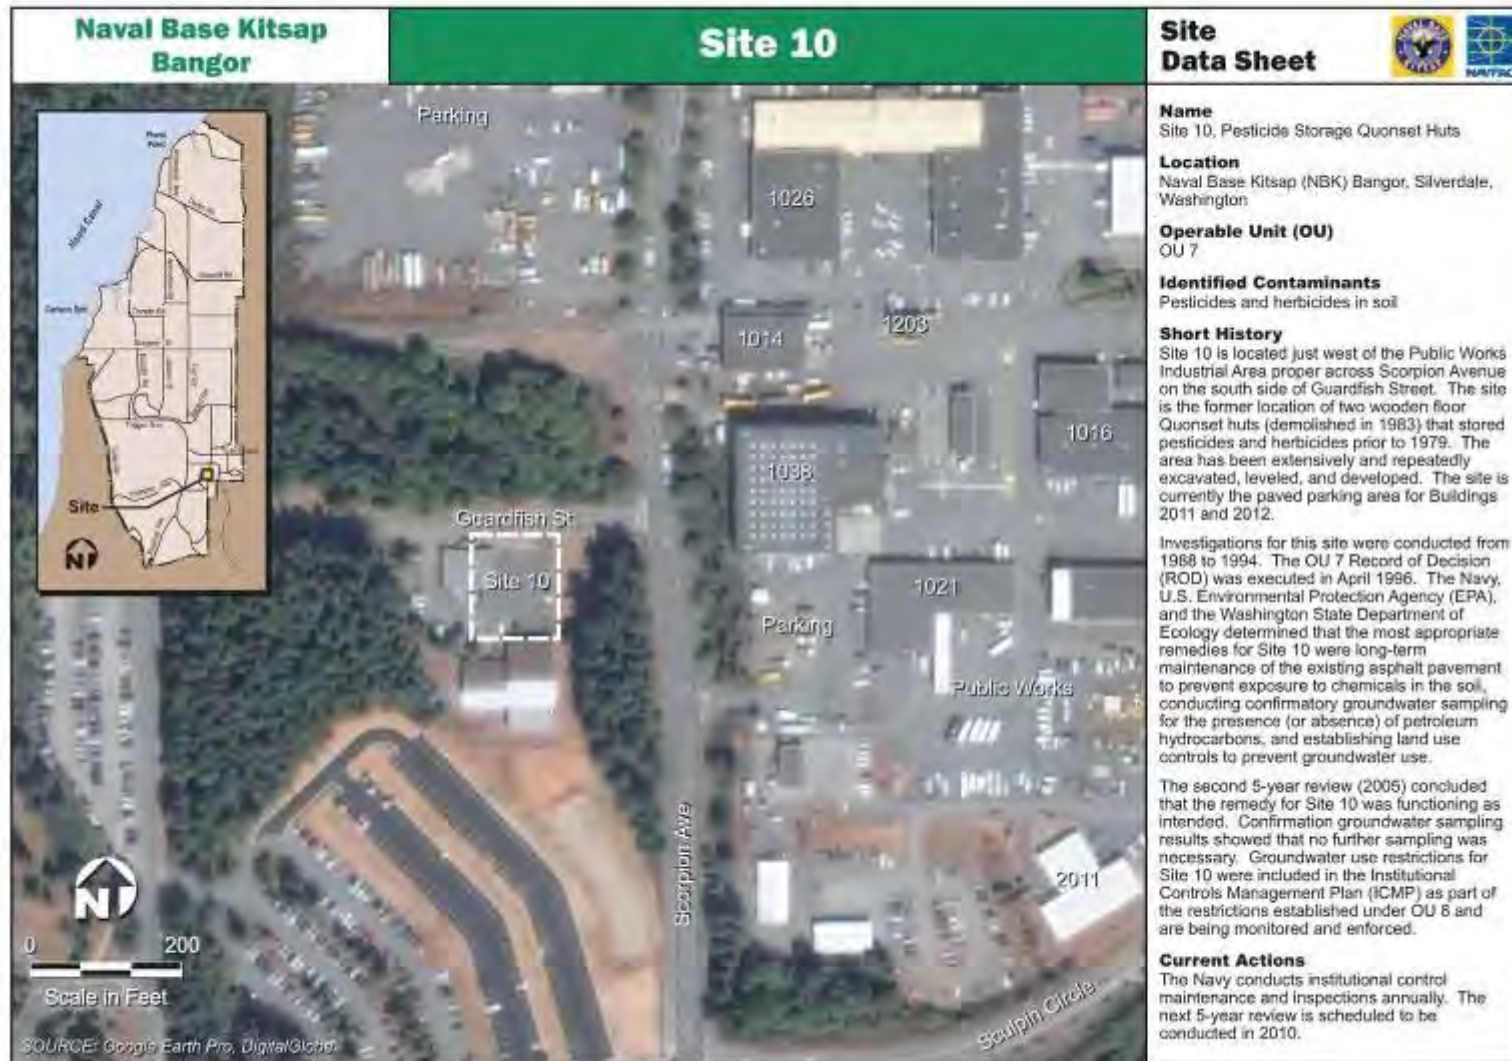 Naval Base Kitsap
Bangor
Site 10
Site
Data Sheet
Name
Site 10, Pesticide Storage Quonset Huts
Location
Naval Base Kitsap (NBK) Bangor, Silverdale,
Washington
Operable Unit (OU)
OU 7
Identified Contaminants
Pesticides and herbicides in soil
Short History
Site 10 is located just west of the Public Works
Industrial Area proper across Scorpion Avenue
on the south side of Guardfish Street. The site
is the former location of two wooden floor
Quonset huts (demolished in 1983) that stored
pesticides and herbicides prior to 1979. The
area has been extensively and repeatedly
excavated, leveled, and developed. The site is
currently the paved parking area for Buildings
2011 and 2012.
Investigations for this site were conducted from
1988 to 1994. The OU 7 Record of Decision
(ROD) was executed in April 1996. The Navy,
U.S. Environmental Protection Agency (EPA),
and the Washington State Department of
Ecology determined that the most appropriate
remedies for Site 10 were long-term
maintenance of the existing asphalt pavement
to prevent exposure to chemicals in the soil,
conducting confirmatory groundwater sampling
for the presence (or absence) of petroleum
hydrocarbons, and establishing land use
controls to prevent groundwater use.
The second 5-year review (2005) concluded
that the remedy for Site 10 was functioning as
intended. Confirmation groundwater sampling
results showed that no further sampling was
necessary. Groundwater use restrictions for
Site 10 were included in the Institutional
Controls Management Plan (ICMP) as part of
the restrictions established under OU 8 and
are being monitored and enforced.
Current Actions
The Navy conducts institutional control
maintenance and inspections annually. The
next 5-year review is scheduled to be
conducted in 2010.
Parking
1026
1014
1203
1016
1038
Guardfish St
Site 10
1021
Parking
Public Works
Scorpion Ave
2011
Sculpin Circle
Hood Canal
Trigger Ave
Site
N
N
0 200
Scale in Feet
SOURCE: Google Earth Pro, DigitalGlobe